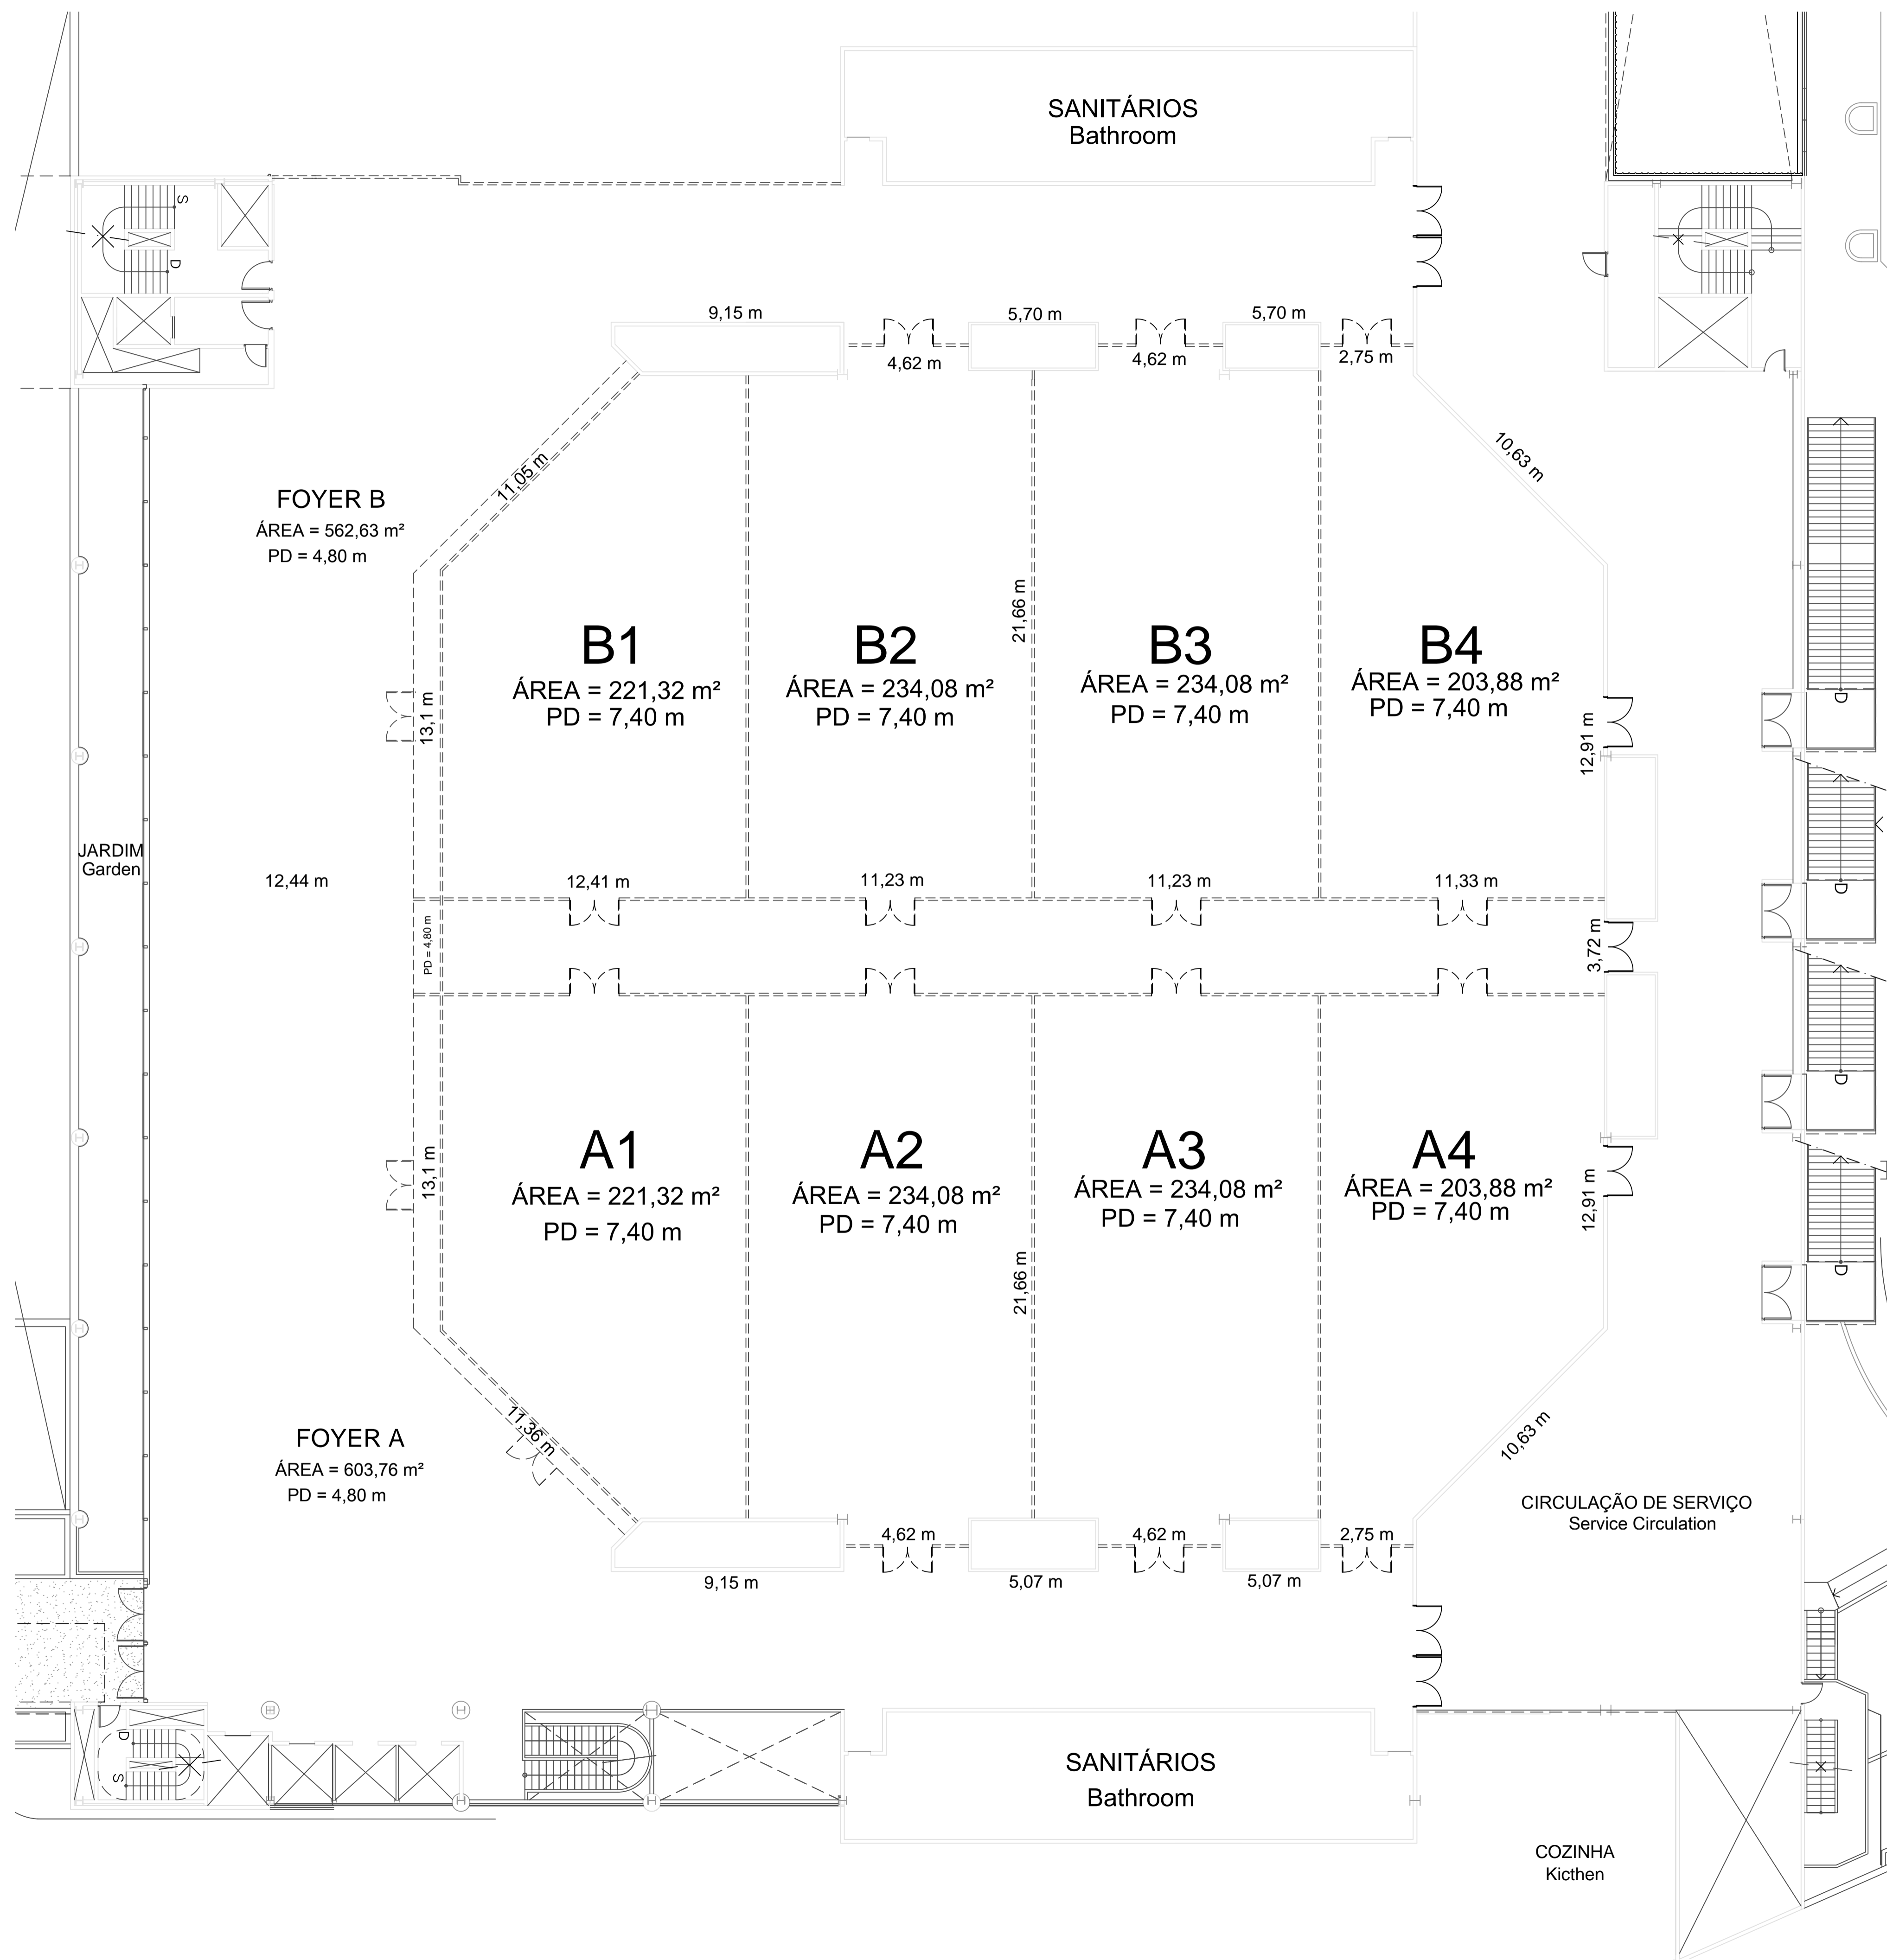 SANITÁRIOS
Bathroom
S
D
9,15 m
5,70 m
5,70 m
4,62 m
4,62 m
2,75 m
11,05 m
10,63 m
FOYER B
ÁREA = 562,63 m²
PD = 4,80 m
21,66 m
B1
ÁREA = 221,32 m²
PD = 7,40 m
B2
ÁREA = 234,08 m²
PD = 7,40 m
B3
ÁREA = 234,08 m²
PD = 7,40 m
B4
ÁREA = 203,88 m²
PD = 7,40 m
13,1 m
12,91 m
D
JARDIM
Garden
12,44 m
12,41 m
11,23 m
11,23 m
11,33 m
D
PD = 4,80 m
3,72 m
D
13,1 m
A1
ÁREA = 221,32 m²
PD = 7,40 m
A2
ÁREA = 234,08 m²
PD = 7,40 m
A3
ÁREA = 234,08 m²
PD = 7,40 m
A4
ÁREA = 203,88 m²
PD = 7,40 m
12,91 m
21,66 m
D
11,36 m
10,63 m
FOYER A
ÁREA = 603,76 m²
PD = 4,80 m
CIRCULAÇÃO DE SERVIÇO
Service Circulation
4,62 m
4,62 m
2,75 m
9,15 m
5,07 m
5,07 m
D
S
SANITÁRIOS
Bathroom
COZINHA
Kicthen